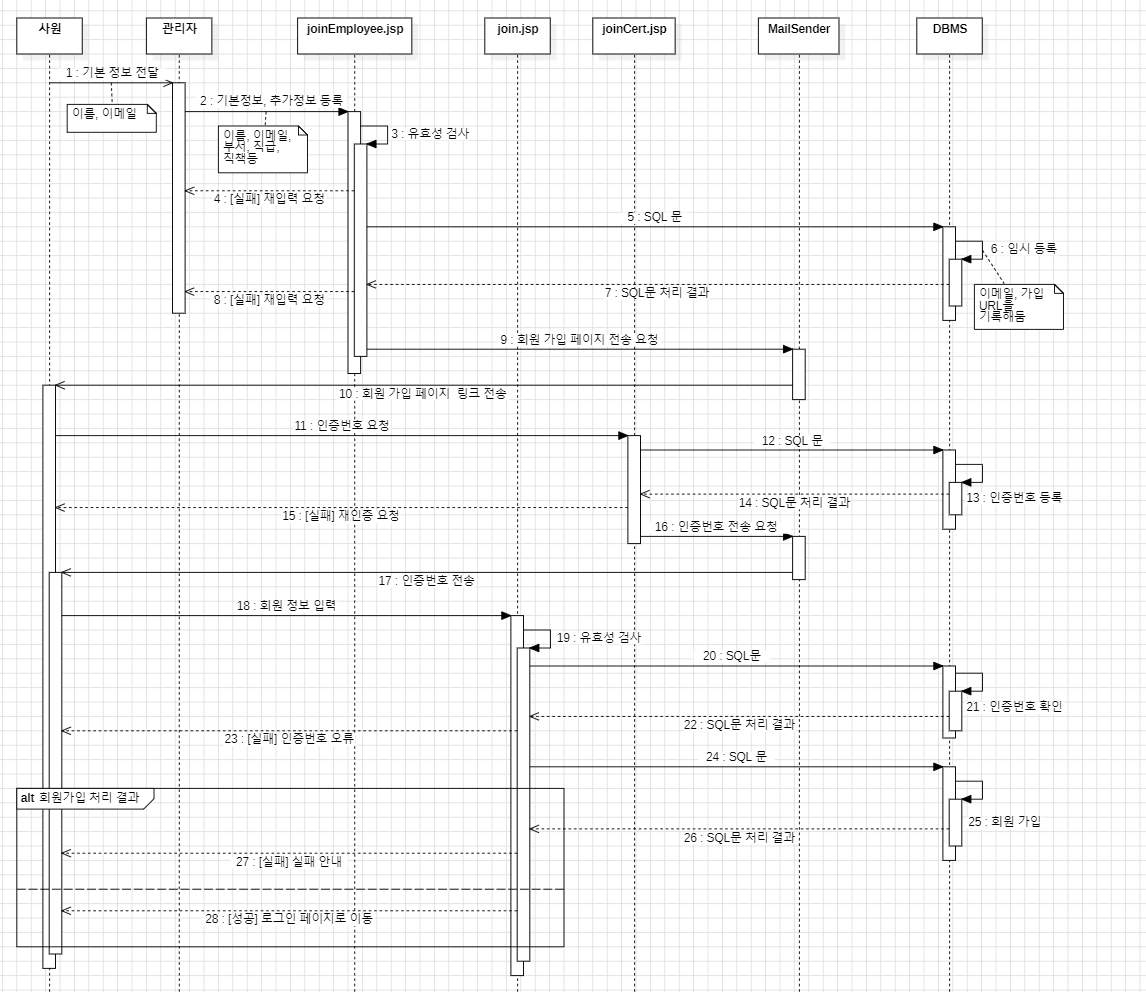 사원
관리자
joinEmployee.jsp
join.jsp
joinCert.jsp
MailSender
DBMS
1 : 기본 정보 전달
이름, 이메일
2 : 기본정보, 추가정보 등록
이름, 이메일,
부서, 직급,
직책등
3 : 유효성 검사
4 : [실패] 재입력 요청
5 : SQL 문
6 : 임시 등록
이메일, 가입
URL을
기록해둠
7 : SQL문 처리 결과
8 : [실패] 재입력 요청
9 : 회원 가입 페이지 전송 요청
10 : 회원 가입 페이지 링크 전송
11 : 인증번호 요청
12 : SQL 문
13 : 인증번호 등록
14 : SQL문 처리 결과
15 : [실패] 재인증 요청
16 : 인증번호 전송 요청
17 : 인증번호 전송
18 : 회원 정보 입력
19 : 유효성 검사
20 : SQL문
21 : 인증번호 확인
22 : SQL문 처리 결과
23 : [실패] 인증번호 오류
24 : SQL 문
alt 회원가입 처리 결과
25 : 회원 가입
26 : SQL문 처리 결과
27 : [실패] 실패 안내
28 : [성공] 로그인 페이지로 이동